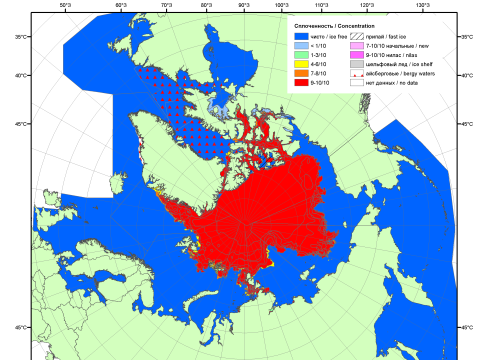 50°З 60°З 70°З 80°З 90°З 100°З 110°З 120°З 130°З
35°С 35°С
40°С 40°С
45°С 45°С
45°С 45°С
Сплоченность / Concentration
чисто / ice free
< 1/10
1-3/10
4-6/10
7-8/10
9-10/10
припай / fast ice
7-10/10 начальные / new
9-10/10 нилас / nilas
шельфовый лед / ice shelf
айсберговые / bergy waters
нет данных / no data